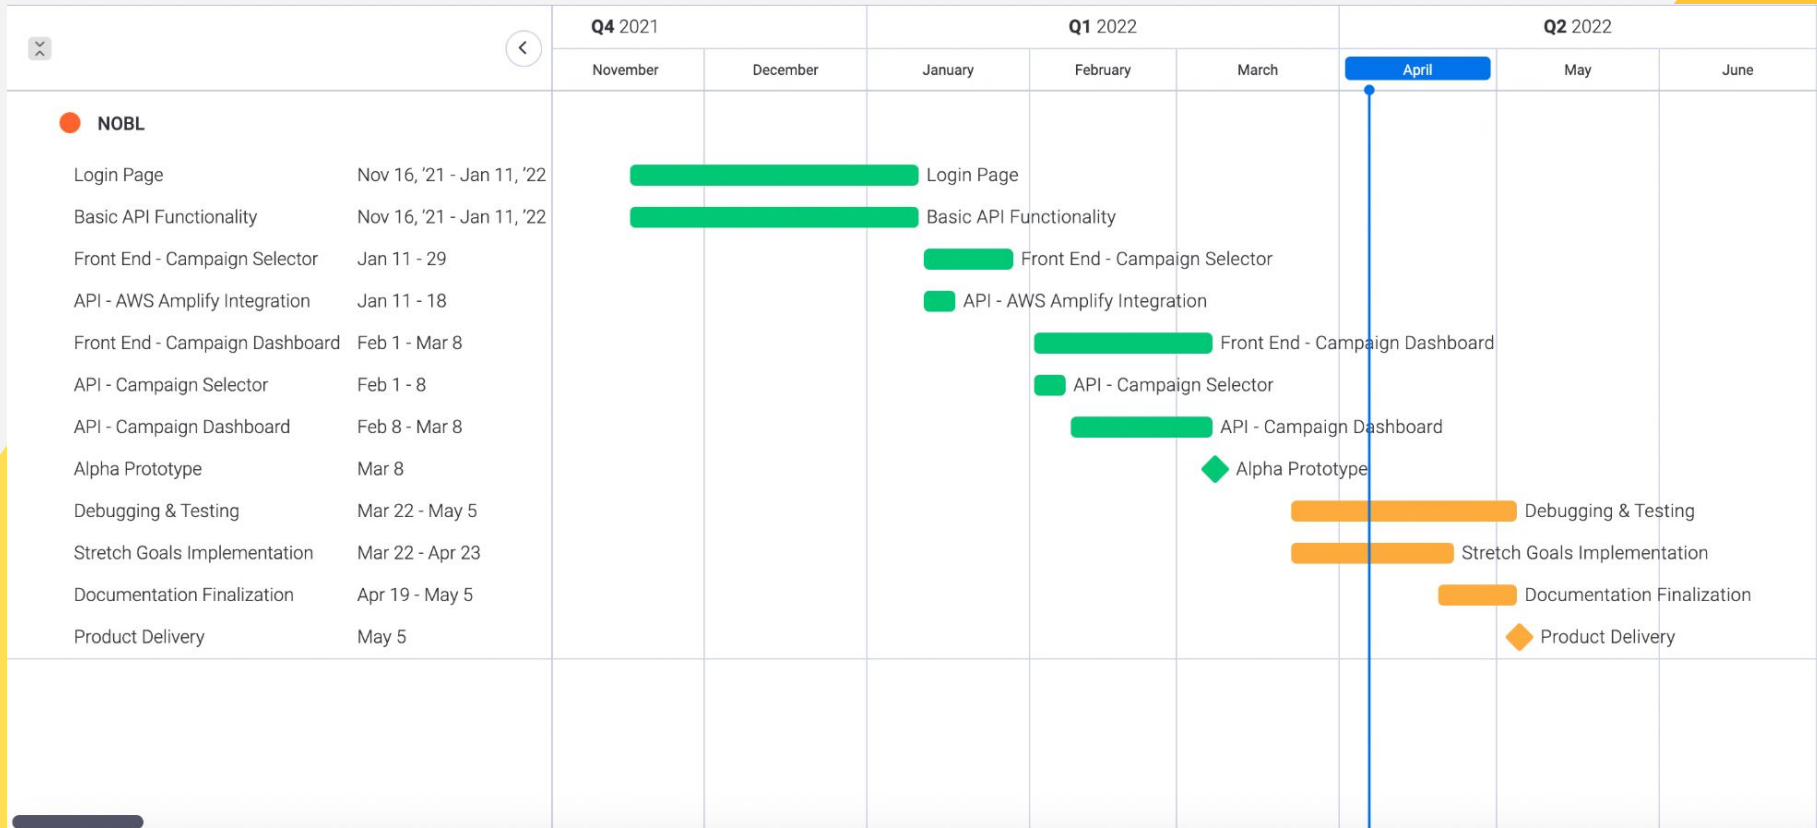 Q4 2021 Q1 2022 Q2 2022
November December January February March April May June
NOBL
Login Page Nov 16, ’21 - Jan 11, ’22 Login Page
Basic API Functionality Nov 16, ’21 - Jan 11, ’22 Basic API Functionality
Front End - Campaign Selector Jan 11 - 29 Front End - Campaign Selector
API - AWS Amplify Integration Jan 11 - 18 API - AWS Amplify Integration
Front End - Campaign Dashboard Feb 1 - Mar 8 Front End - Campaign Dashboard
API - Campaign Selector Feb 1 - 8 API - Campaign Selector
API - Campaign Dashboard Feb 8 - Mar 8 API - Campaign Dashboard
Alpha Prototype Mar 8 Alpha Prototype
Debugging & Testing Mar 22 - May 5 Debugging & Testing
Stretch Goals Implementation Mar 22 - Apr 23 Stretch Goals Implementation
Documentation Finalization Apr 19 - May 5 Documentation Finalization
Product Delivery May 5 Product Delivery